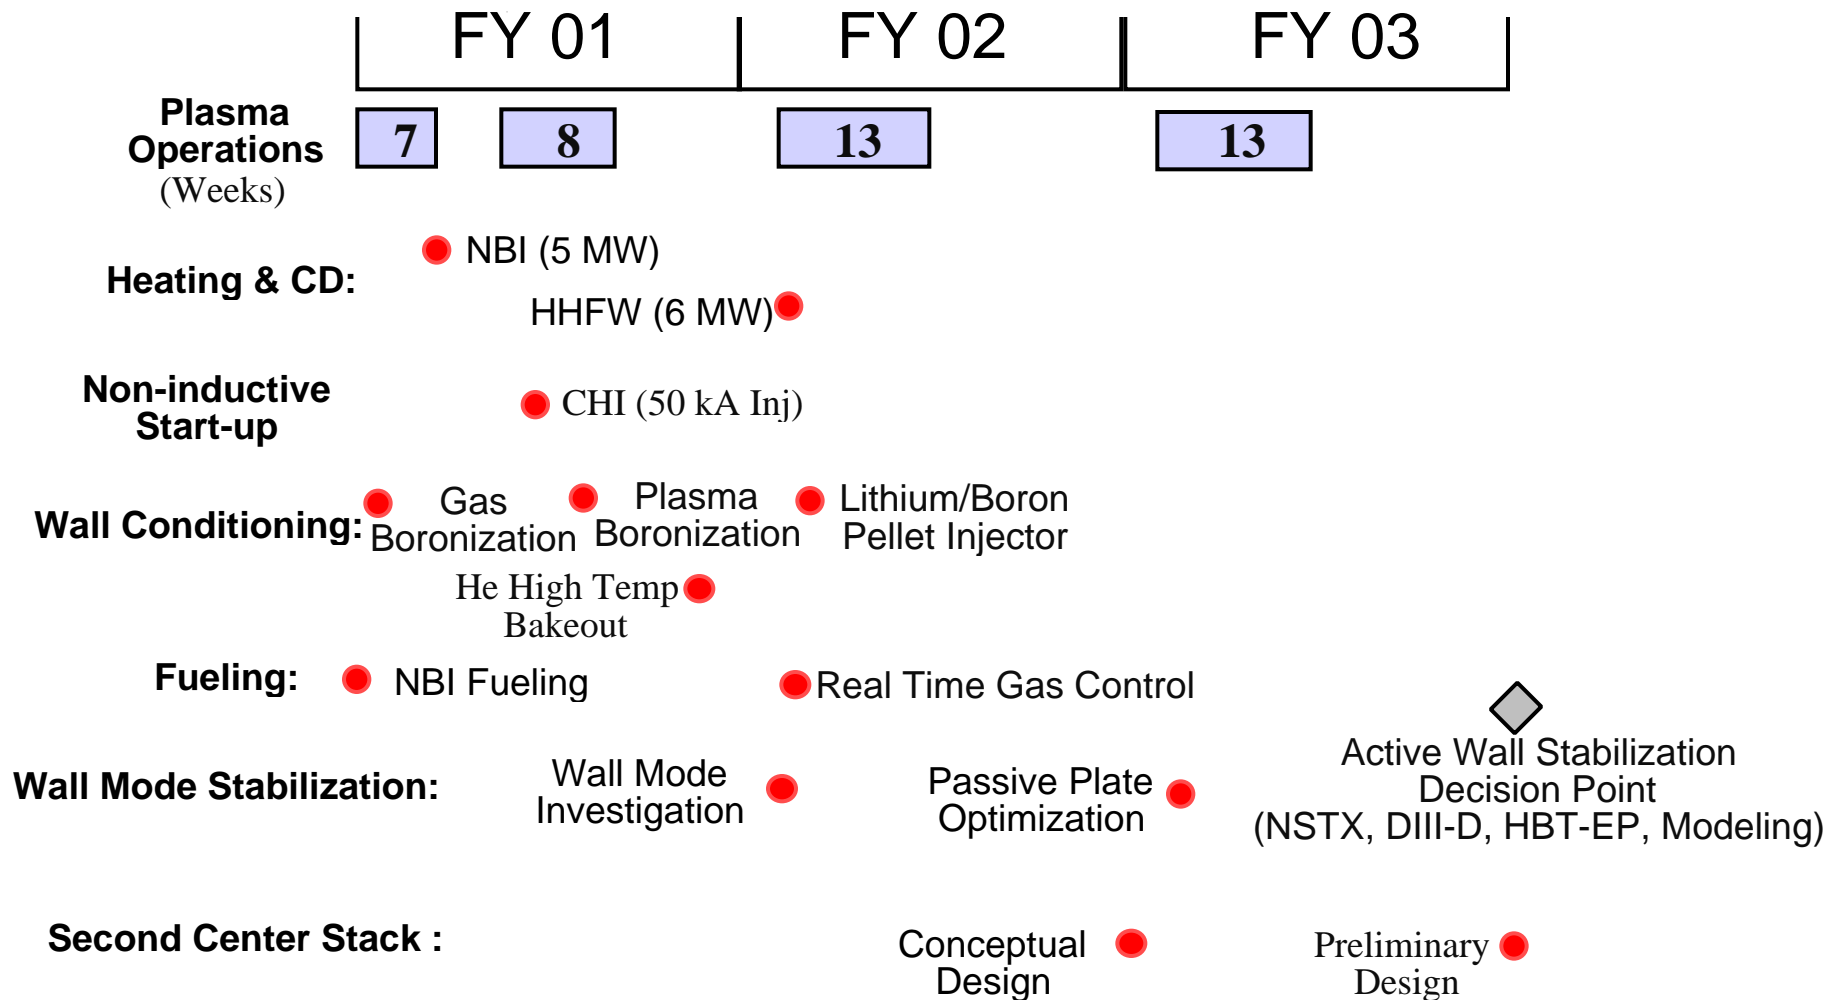 FY 01 FY 02 FY 03
Plasma
Operations
(Weeks)
7 8 13 13
NBI (5 MW)
Heating & CD:
HHFW (6 MW)
Non-inductive
Start-up
CHI (50 kA Inj)
Wall Conditioning:
Gas
Boronization
Plasma
Boronization
Lithium/Boron
Pellet Injector
He High Temp
Bakeout
Fueling:
NBI Fueling
Real Time Gas Control
Wall Mode Stabilization:
Wall Mode
Investigation
Passive Plate
Optimization
Active Wall Stabilization
Decision Point
(NSTX, DIII-D, HBT-EP, Modeling)
Second Center Stack :
Conceptual
Design
Preliminary
Design